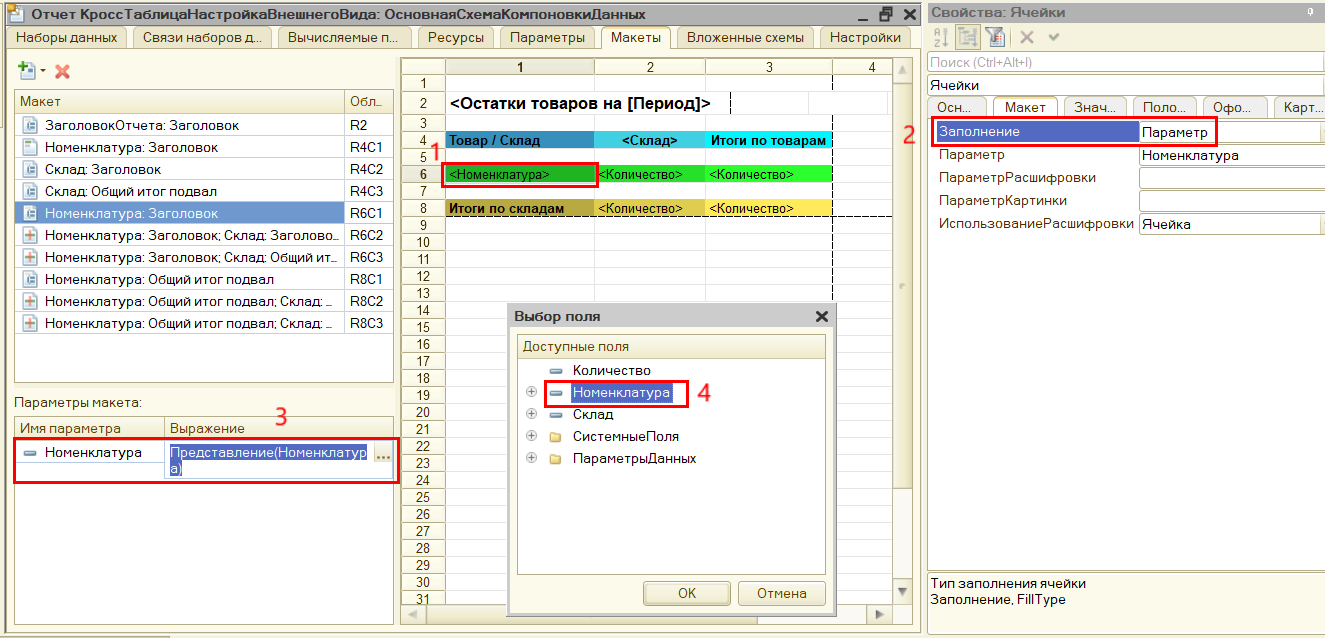 Отчет КроссТаблицаНастройкаВнешнегоВида: ОсновнаяСхемаКомпоновкиДанных
Наборы данных
Связи наборов д...
Вычисляемые п...
Ресурсы
Параметры
Макеты
Вложенные схемы
Настройки
Макет
Обл...
ЗаголовокОтчета: Заголовок R2
Номенклатура: Заголовок R4C1
Склад: Заголовок R4C2
Склад: Общий итог подвал R4C3
Номенклатура: Заголовок R6C1
Номенклатура: Заголовок; Склад: Заголово... R6C2
Номенклатура: Заголовок; Склад: Общий ит... R6C3
Номенклатура: Общий итог подвал R8C1
Номенклатура: Общий итог подвал; Склад: ... R8C2
Номенклатура: Общий итог подвал; Склад: ... R8C3
Параметры макета:
3
Имя параметра Выражение
Номенклатура Представление(Номенклатур
а) ...
1 2 3 4
1
2 <Остатки товаров на [Период]>
3
4 Товар / Склад <Склад> Итоги по товарам
1
5
6 <Номенклатура> <Количество> <Количество>
7
8 Итоги по складам <Количество> <Количество>
9
10
11
12
13
14
15
16
17
18
19
20
21
22
23
24
25
26
27
28
29
30
31
Выбор поля
Доступные поля
Количество
Номенклатура
4
Склад
СистемныеПоля
ПараметрыДанных
OK
Отмена
Свойства: Ячейки
Поиск (Ctrl+Alt+I)
Ячейки
Осн...
Макет
Знач...
Поло...
Офо...
Карт...
2
Заполнение Параметр
Параметр Номенклатура
ПараметрРасшифровки
ПараметрКартинки
ИспользованиеРасшифровки Ячейка
Тип заполнения ячейки
Заполнение, FillType